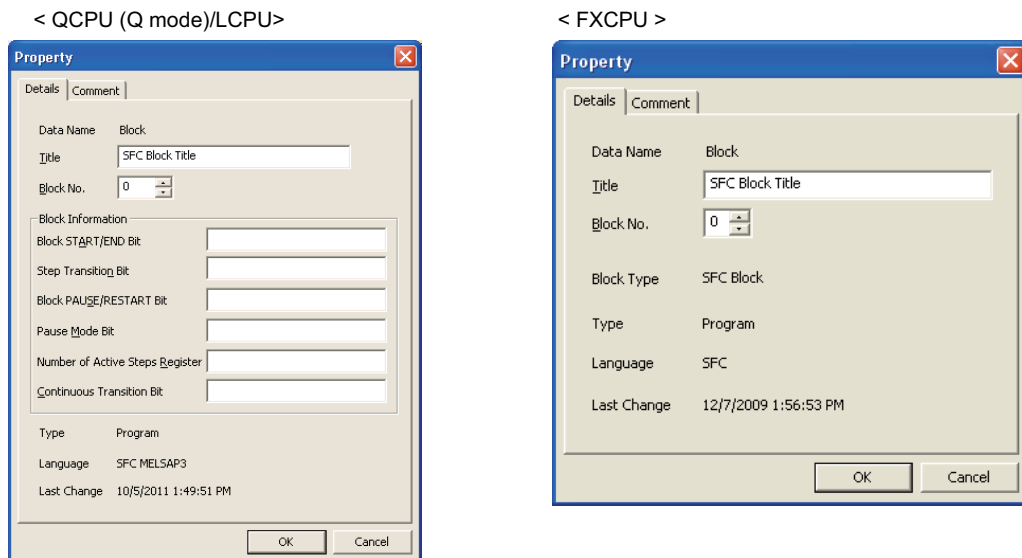 < QCPU (Q mode)/LCPU>
Property
Details
Comment
Data Name Block
Title SFC Block Title
Block No. 0
Block Information
Block START/END Bit
Step Transition Bit
Block PAUSE/RESTART Bit
Pause Mode Bit
Number of Active Steps Register
Continuous Transition Bit
Type Program
Language SFC MELSAP3
Last Change 10/5/2011 1:49:51 PM
OK Cancel
< FXCPU >
Property
Details
Comment
Data Name Block
Title SFC Block Title
Block No. 0
Block Type SFC Block
Type Program
Language SFC
Last Change 12/7/2009 1:56:53 PM
OK Cancel